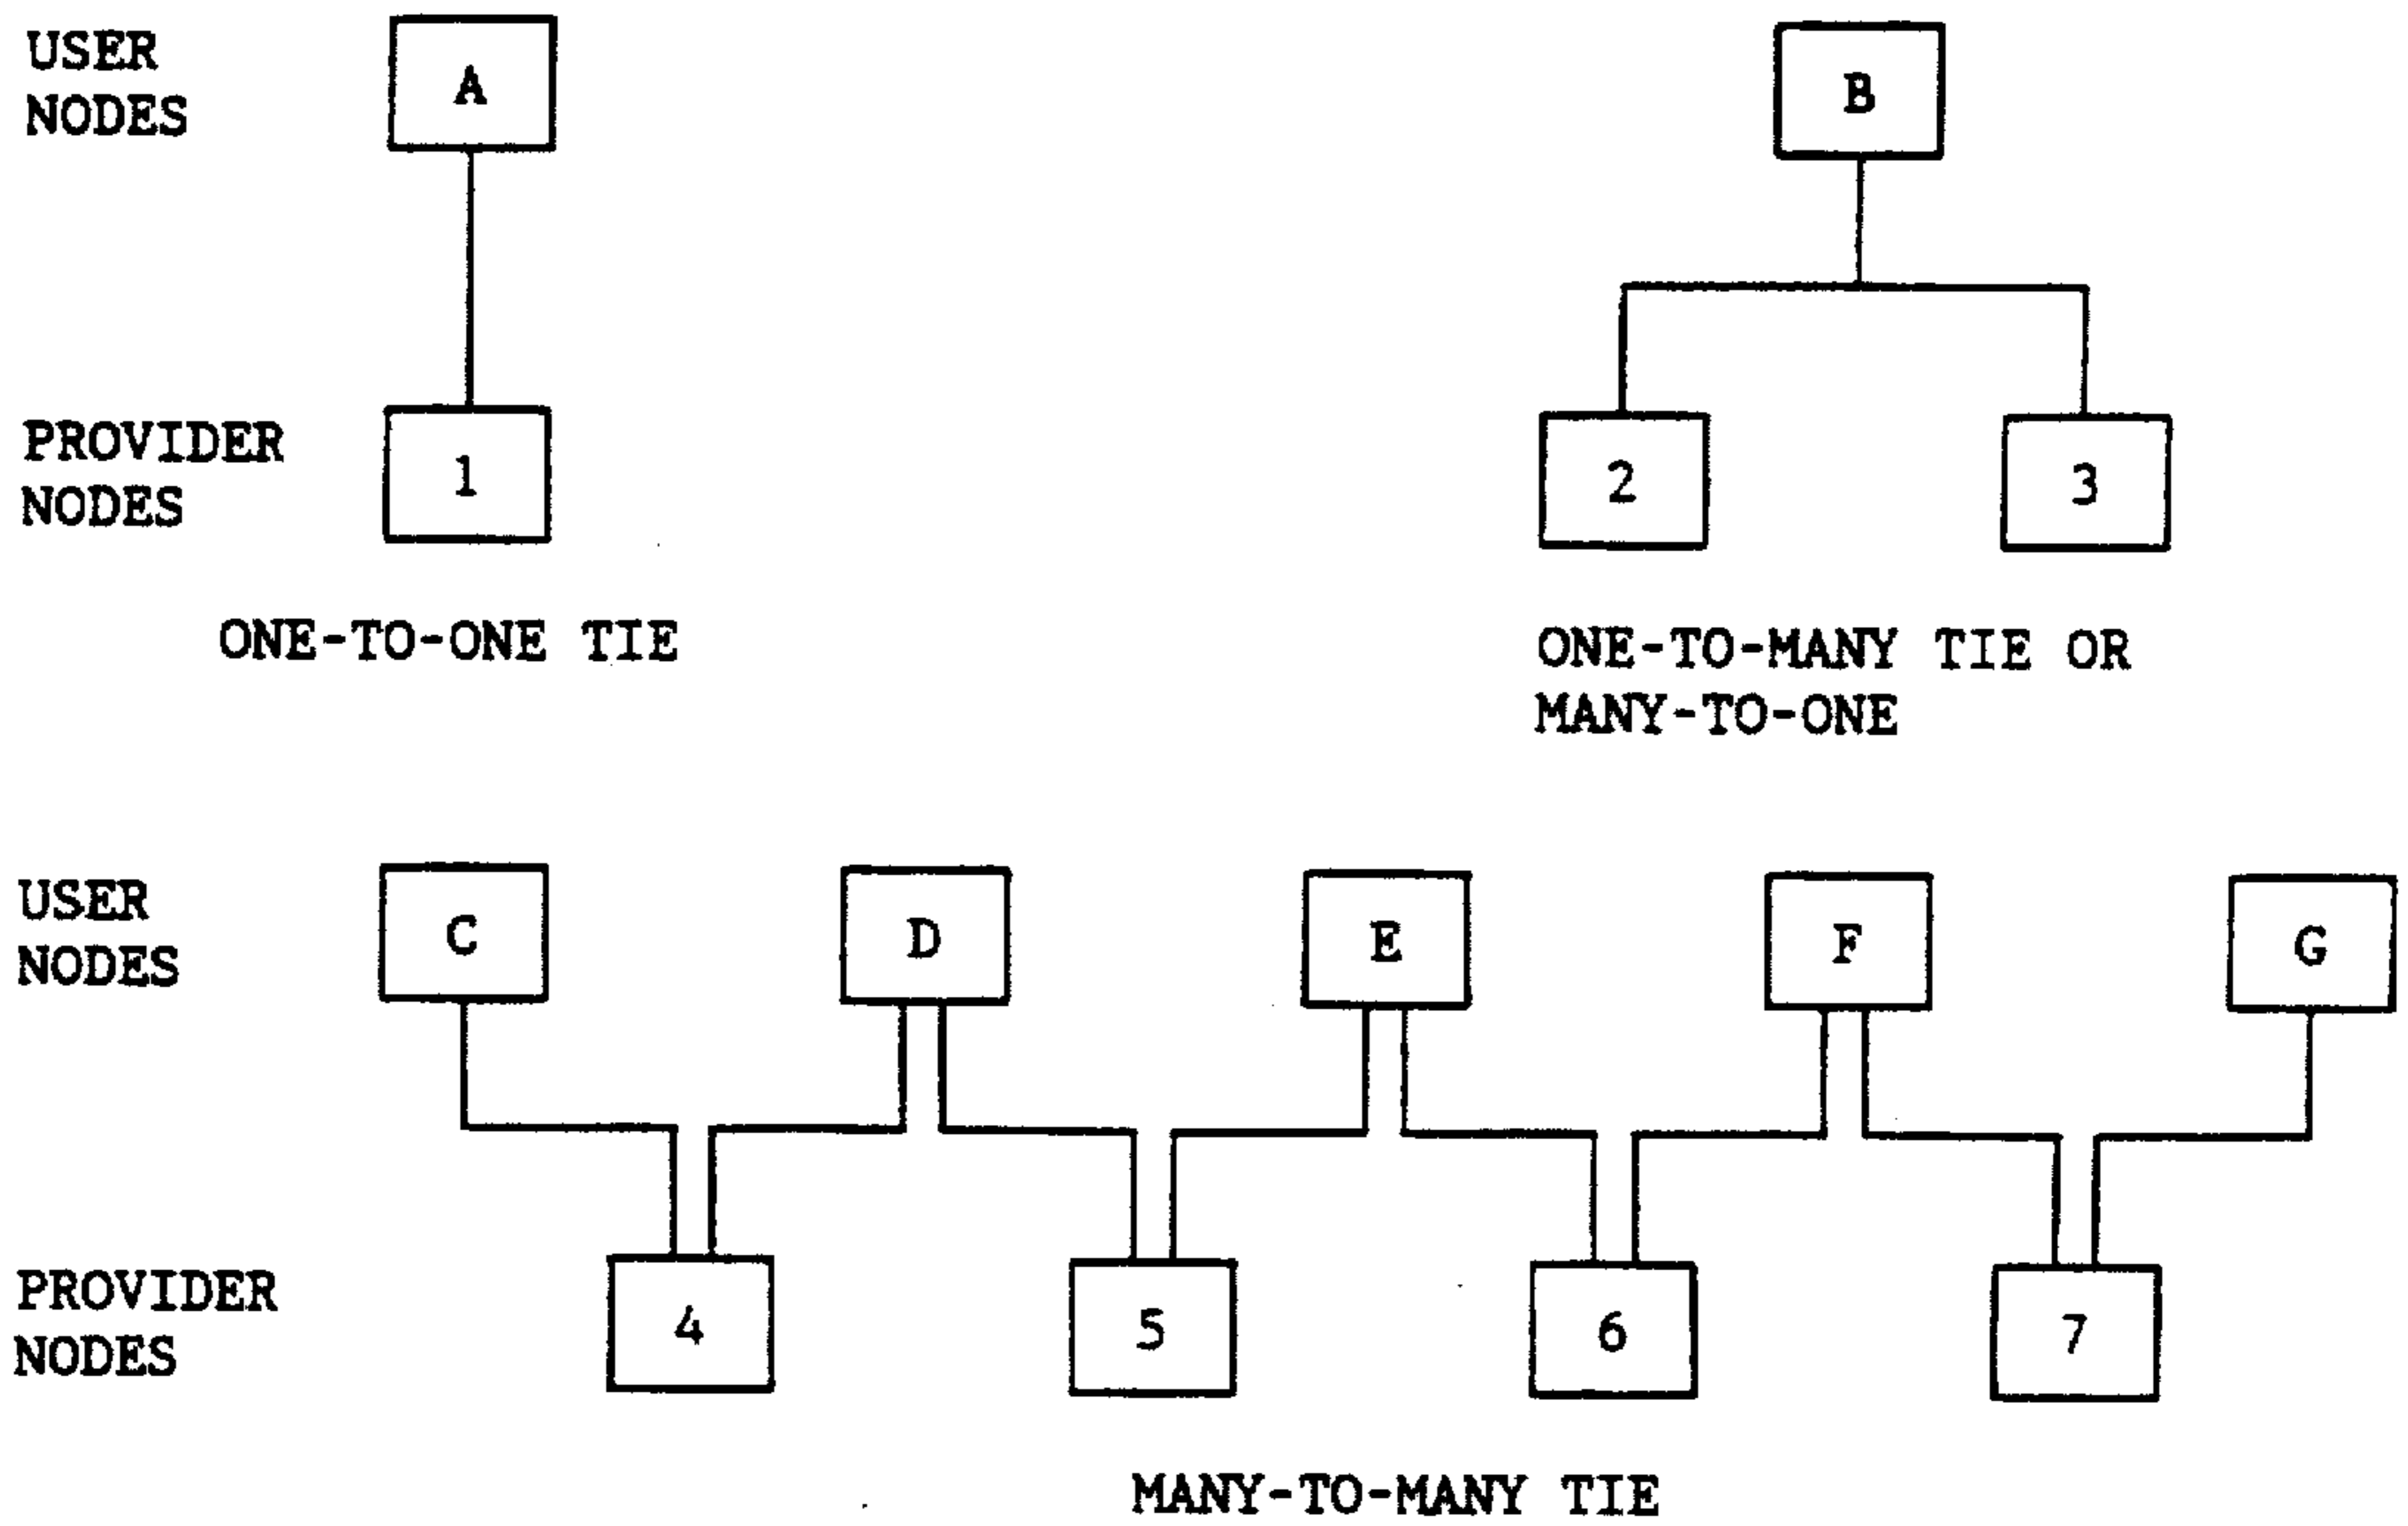 USER
NODES
A
B
PROVIDER
NODES
1
2
3
ONE-TO-ONE TIE
ONE-TO-MANY TIE OR
MANY-TO-ONE
USER
NODES
C
D
E
F
G
PROVIDER
NODES
4
5
6
7
MANY-TO-MANY TIE